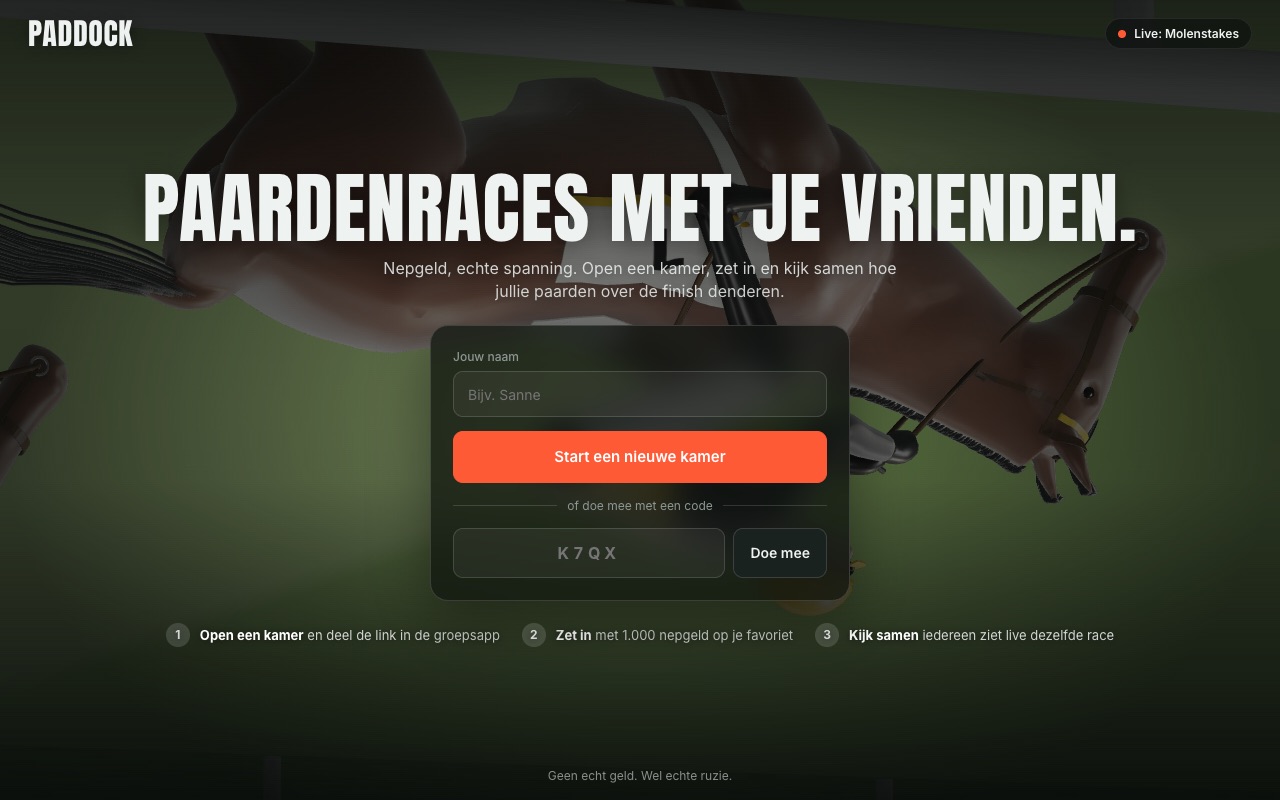 PADDOCK
Live: Molenstakes
PAARDENRACES MET JE VRIENDEN.
Nepgeld, echte spanning. Open een kamer, zet in en kijk samen hoe
jullie paarden over de finish denderen.
Jouw naam
Bijv. Sanne
Start een nieuwe kamer
of doe mee met een code
K7QX
Doe mee
1 Open een kamer en deel de link in de groepsapp
2 Zet in met 1.000 nepgeld op je favoriet
3 Kijk samen iedereen ziet live dezelfde race
Geen echt geld. Wel echte ruzie.